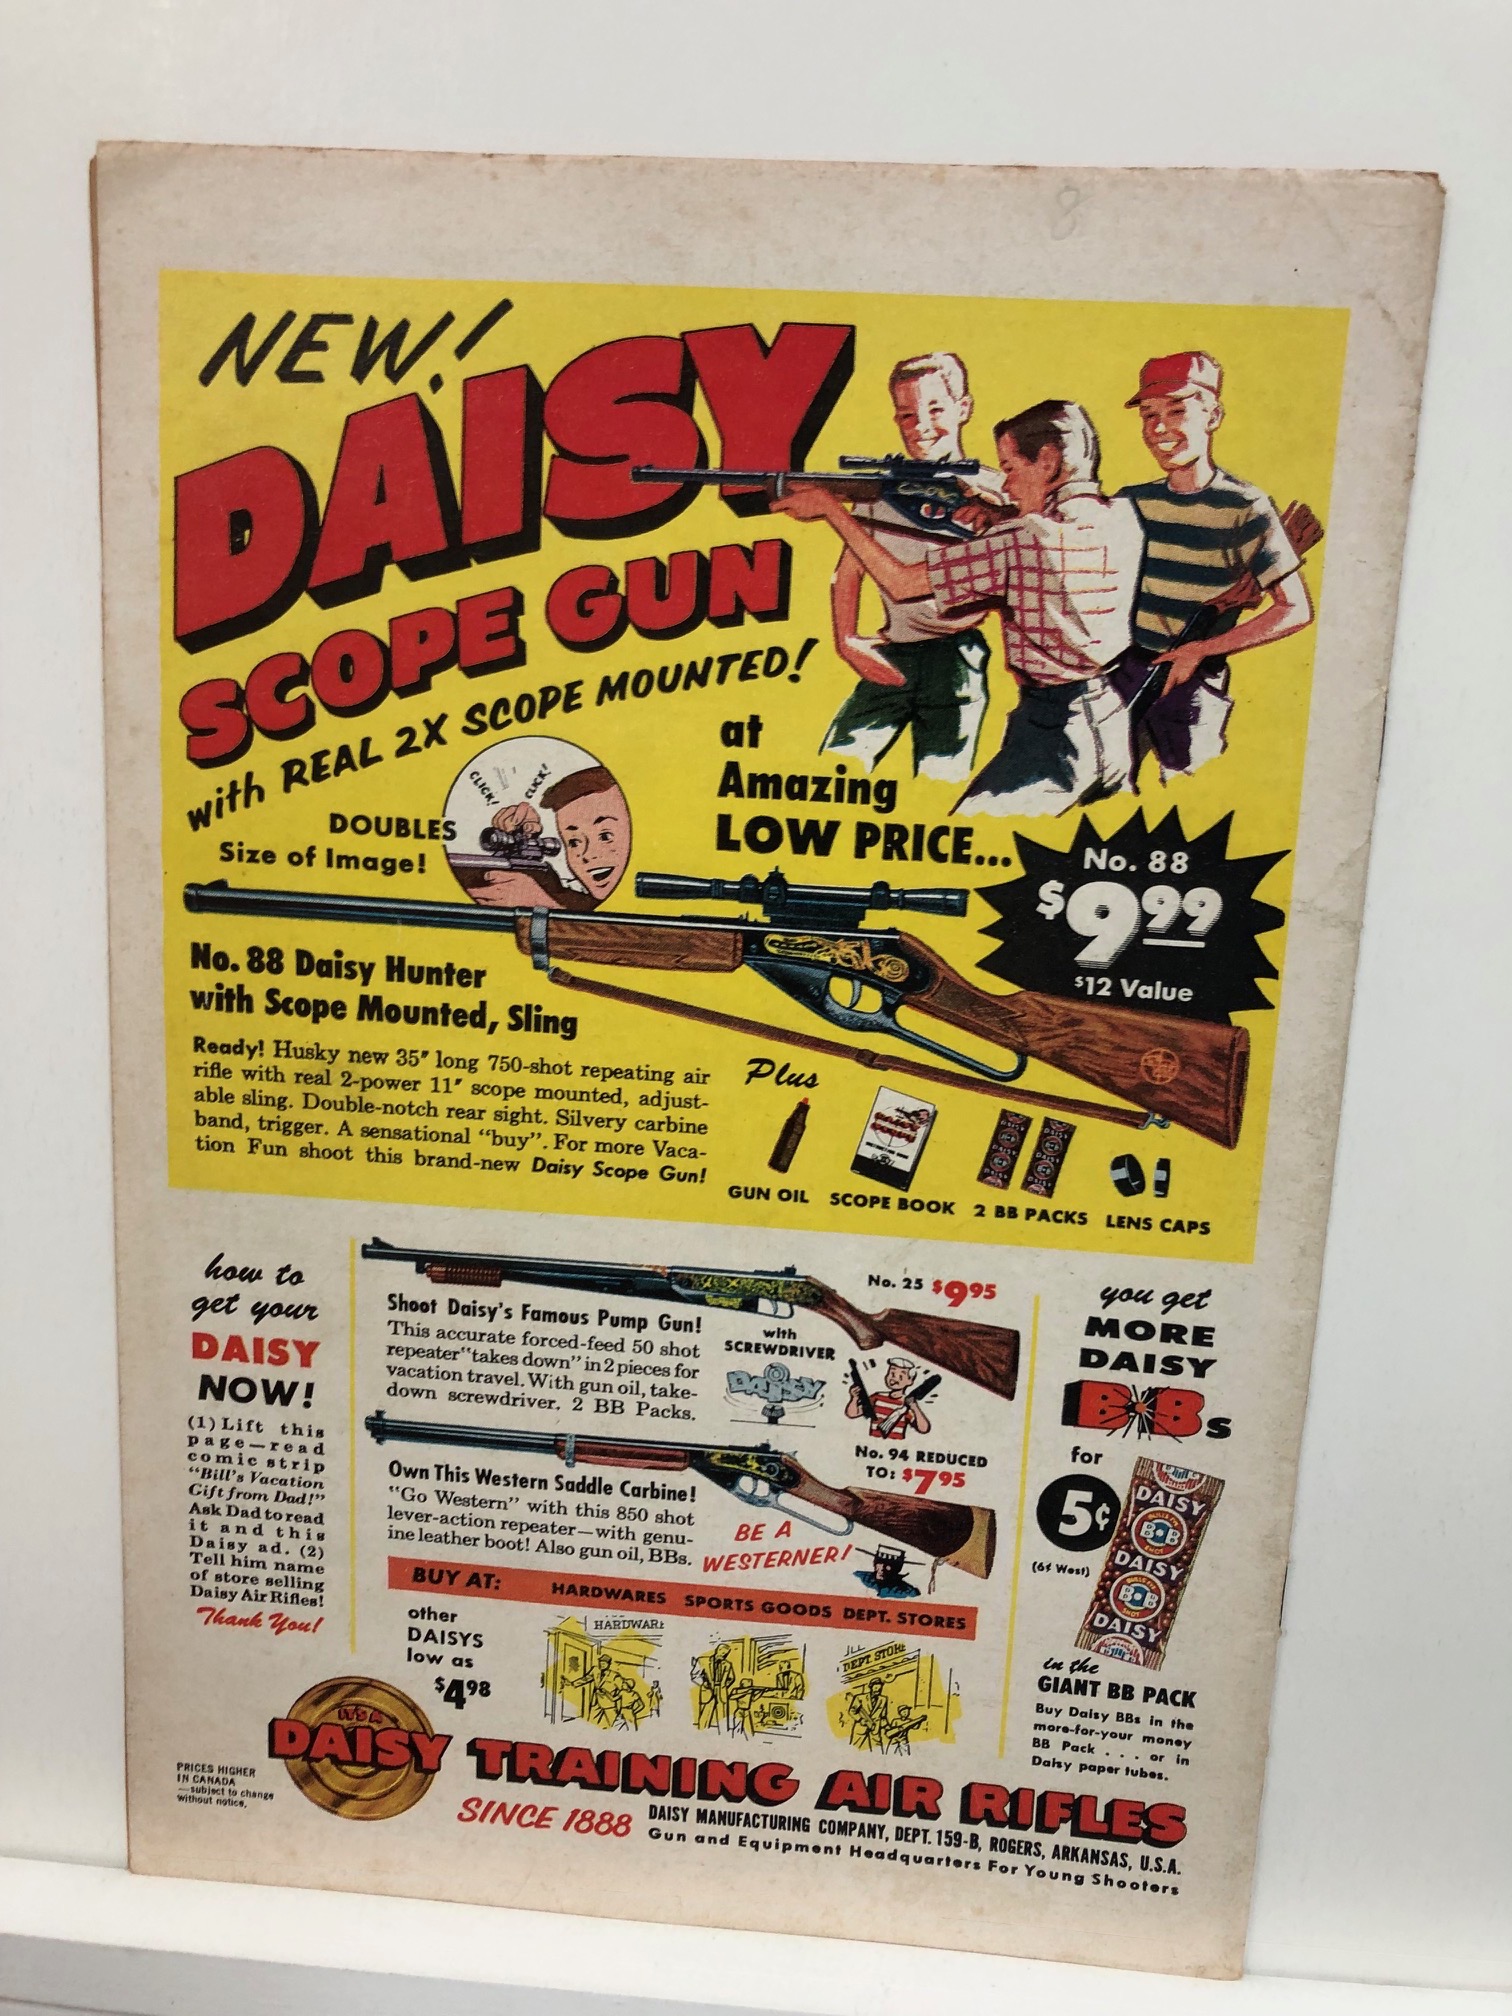 8
NEW!
DAISY
SCOPE GUN
with REAL 2X SCOPE MOUNTED!
CLICK! CLICK!
DOUBLES
Size of Image!
at
Amazing
LOW PRICE...
No. 88
$9.99
$12 Value
No. 88 Daisy Hunter
with Scope Mounted, Sling
Ready! Husky new 35" long 750-shot repeating air
rifle with real 2-power 11" scope mounted, adjust-
able sling. Double-notch rear sight. Silvery carbine
band, trigger. A sensational "buy". For more Vaca-
tion Fun shoot this brand-new Daisy Scope Gun!
Plus
GUN OIL
SCOPE BOOK
2 BB PACKS
LENS CAPS
how to
get your
DAISY
NOW!
(1) Lift this
page—read
comic strip
"Bill's Vacation
Gift from Dad!"
Ask Dad to read
it and this
Daisy ad. (2)
Tell him name
of store selling
Daisy Air Rifles!
Thank You!
No. 25 $9.95
Shoot Daisy's Famous Pump Gun!
This accurate forced-feed 50 shot
repeater "takes down" in 2 pieces for
vacation travel. With gun oil, take-
down screwdriver. 2 BB Packs.
with
SCREWDRIVER
DAISY
No. 94 REDUCED
TO: $7.95
Own This Western Saddle Carbine!
"Go Western" with this 850 shot
lever-action repeater—with genu-
ine leather boot! Also gun oil, BBs.
BE A
WESTERNER!
BUY AT: HARDWARES SPORTS GOODS DEPT. STORES
other
DAISYS
low as
$4.98
HARDWARE
DEPT STORE
you get
MORE
DAISY
BBs
for
5¢
(6¢ West)
DAISY
BULLS EYE
BB
SHOT
DAISY
BULLS EYE
BB
SHOT
DAISY
in the
GIANT BB PACK
Buy Daisy BBs in the
more-for-your money
BB Pack . . . or in
Daisy paper tubes.
IT'S A
DAISY TRAINING AIR RIFLES
PRICES HIGHER
IN CANADA
—subject to change
without notice.
SINCE 1888
DAISY MANUFACTURING COMPANY, DEPT. 159-B, ROGERS, ARKANSAS, U.S.A.
Gun and Equipment Headquarters For Young Shooters